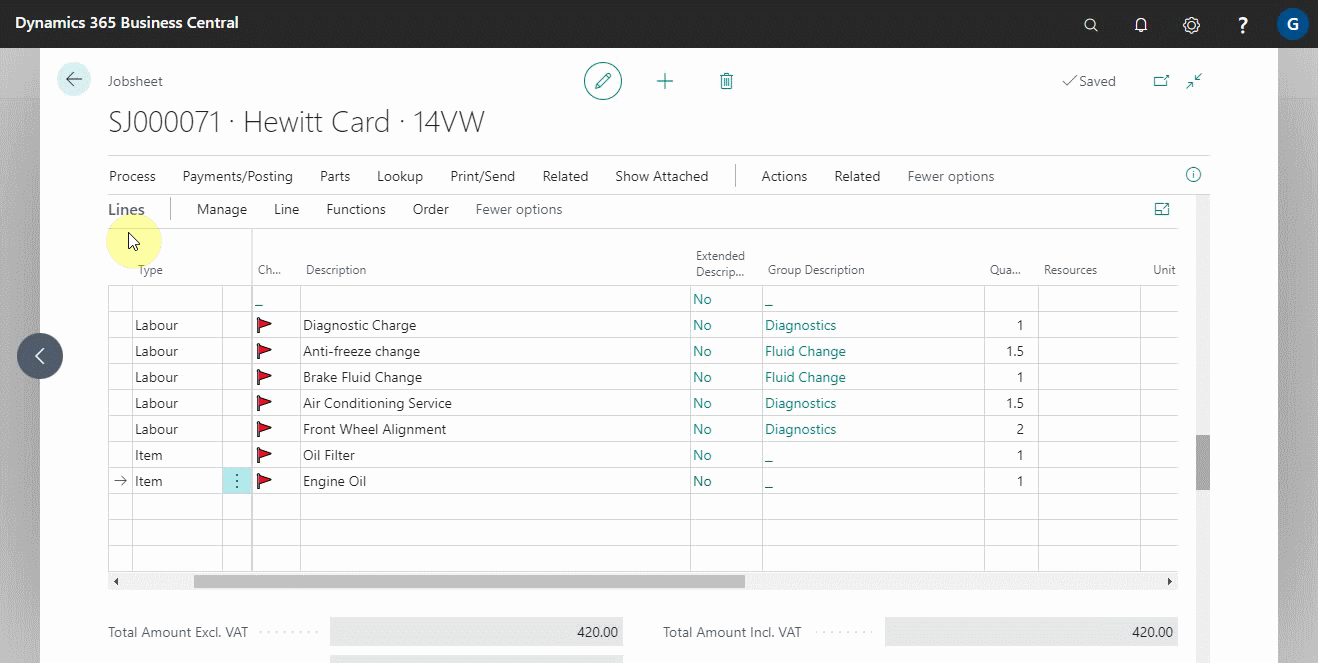 Dynamics 365 Business Central
?
G
Jobsheet
Saved
SJ000071 · Hewitt Card · 14VW
Process Payments/Posting Parts Lookup Print/Send Related Show Attached Actions Related Fewer options
Lines Manage Line Functions Order Fewer options
Type Ch... Description Extended Descrip... Group Description Qua... Resources Unit
_ No _
Labour Diagnostic Charge No Diagnostics 1
Labour Anti-freeze change No Fluid Change 1.5
Labour Brake Fluid Change No Fluid Change 1
Labour Air Conditioning Service No Diagnostics 1.5
Labour Front Wheel Alignment No Diagnostics 2
Item Oil Filter No _ 1
Item Engine Oil No _ 1
Total Amount Excl. VAT 420.00 Total Amount Incl. VAT 420.00